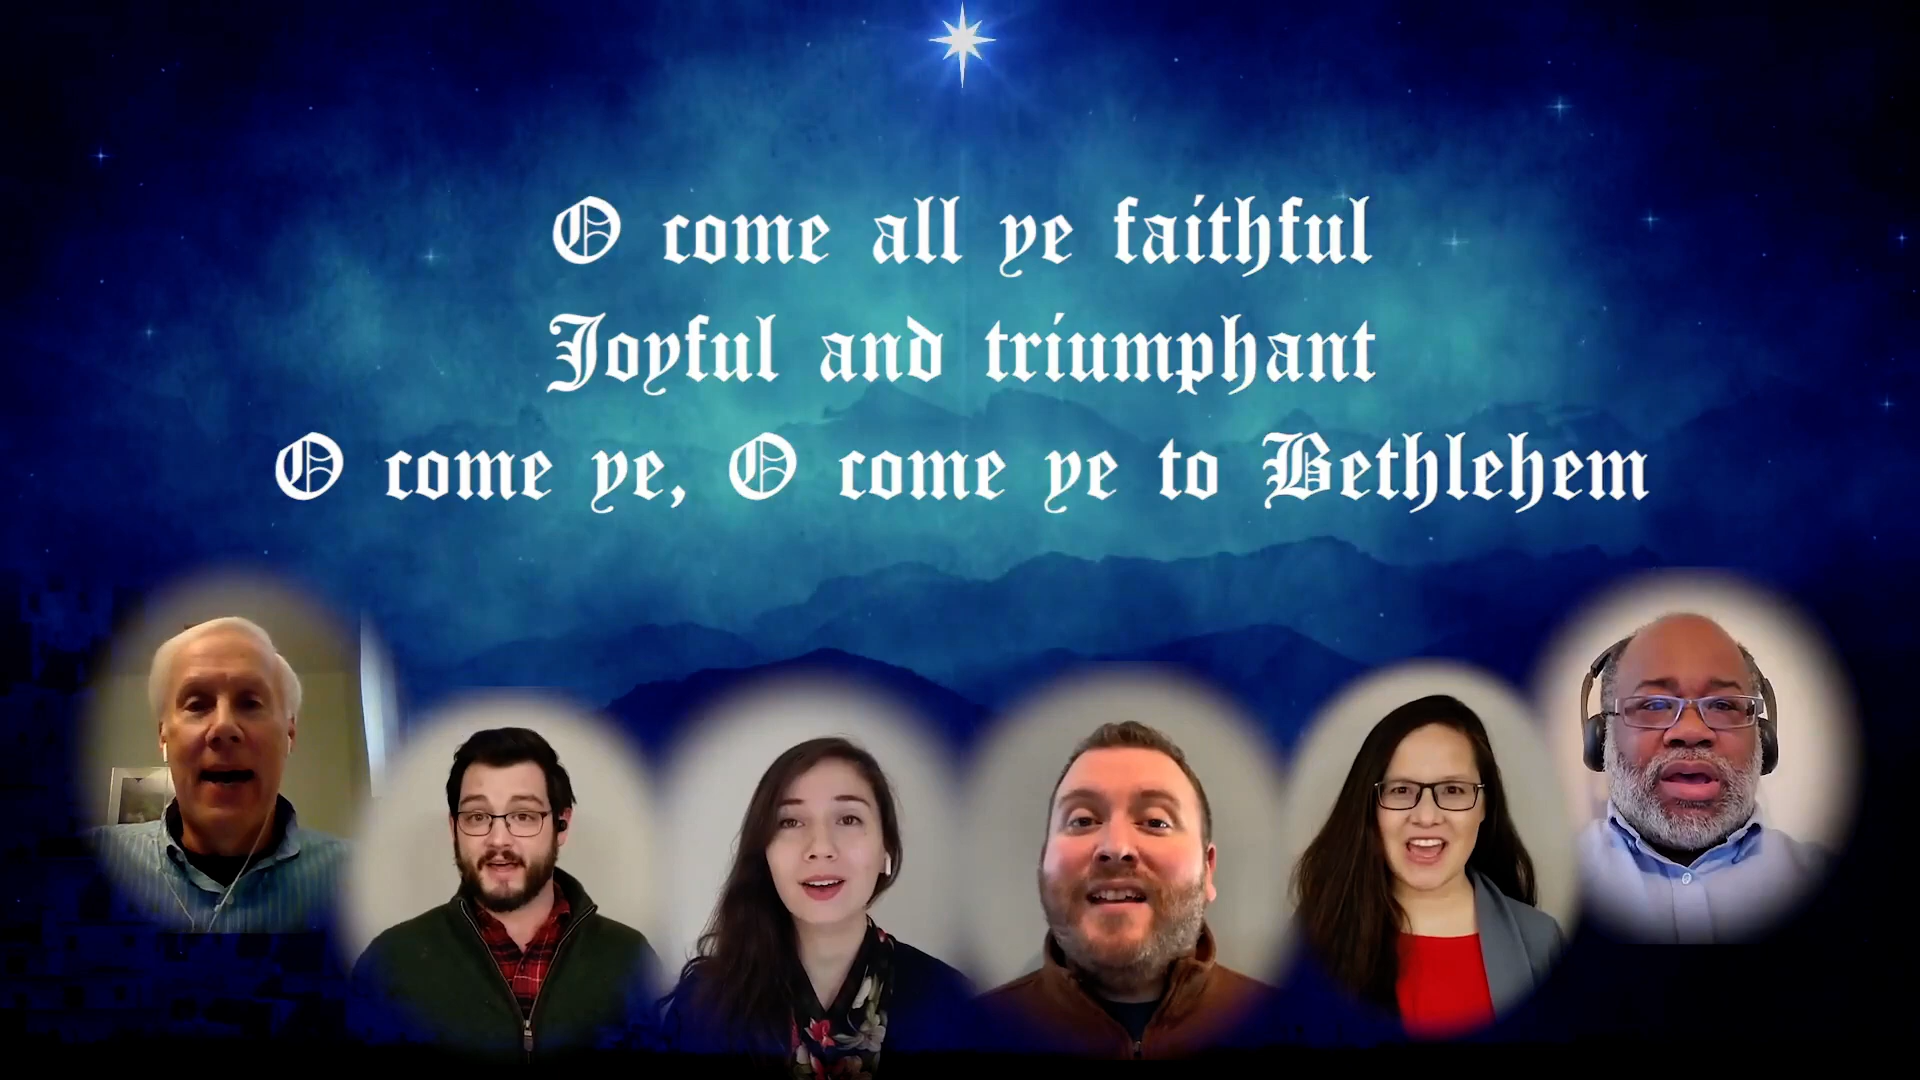 O come all ye faithful
Joyful and triumphant
O come ye, O come ye to Bethlehem